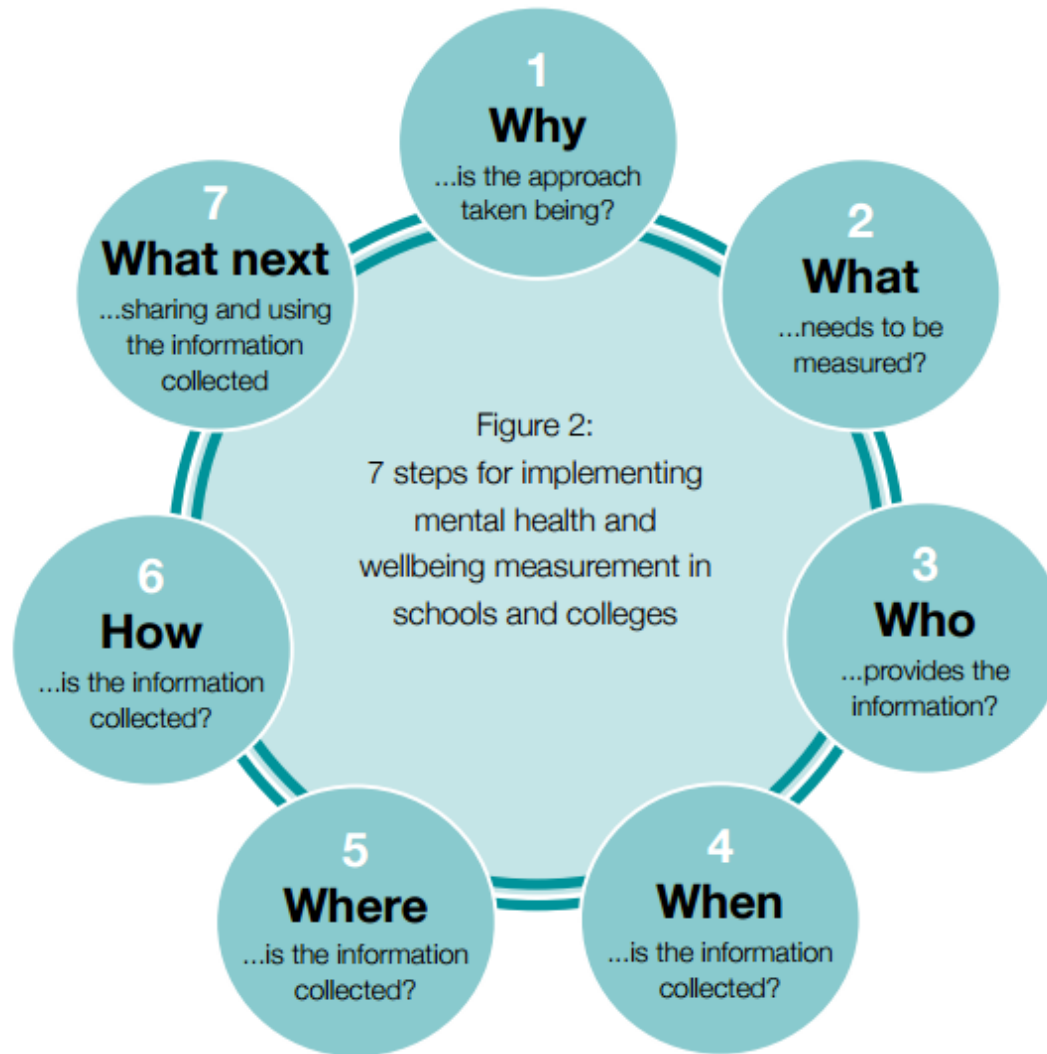 1
Why
...is the approach
taken being?
2
What
...needs to be
measured?
3
Who
...provides the
information?
4
When
...is the information
collected?
5
Where
...is the information
collected?
6
How
...is the information
collected?
7
What next
...sharing and using
the information
collected
Figure 2:
7 steps for implementing
mental health and
wellbeing measurement in
schools and colleges